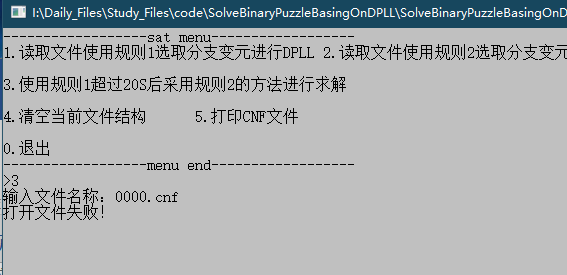 I:\Daily_Files\Study_Files\code\SolveBinaryPuzzleBasingOnDPLL\SolveBinaryPuzzleBasingOnD
-----------------sat menu-----------------
1.读取文件使用规则1选取分支变元进行DPLL 2.读取文件使用规则2选取分支变元
3.使用规则1超过20S后采用规则2的方法进行求解
4.清空当前文件结构 5.打印CNF文件
0.退出
-----------------menu end-----------------
>3
输入文件名称：0000.cnf
打开文件失败!